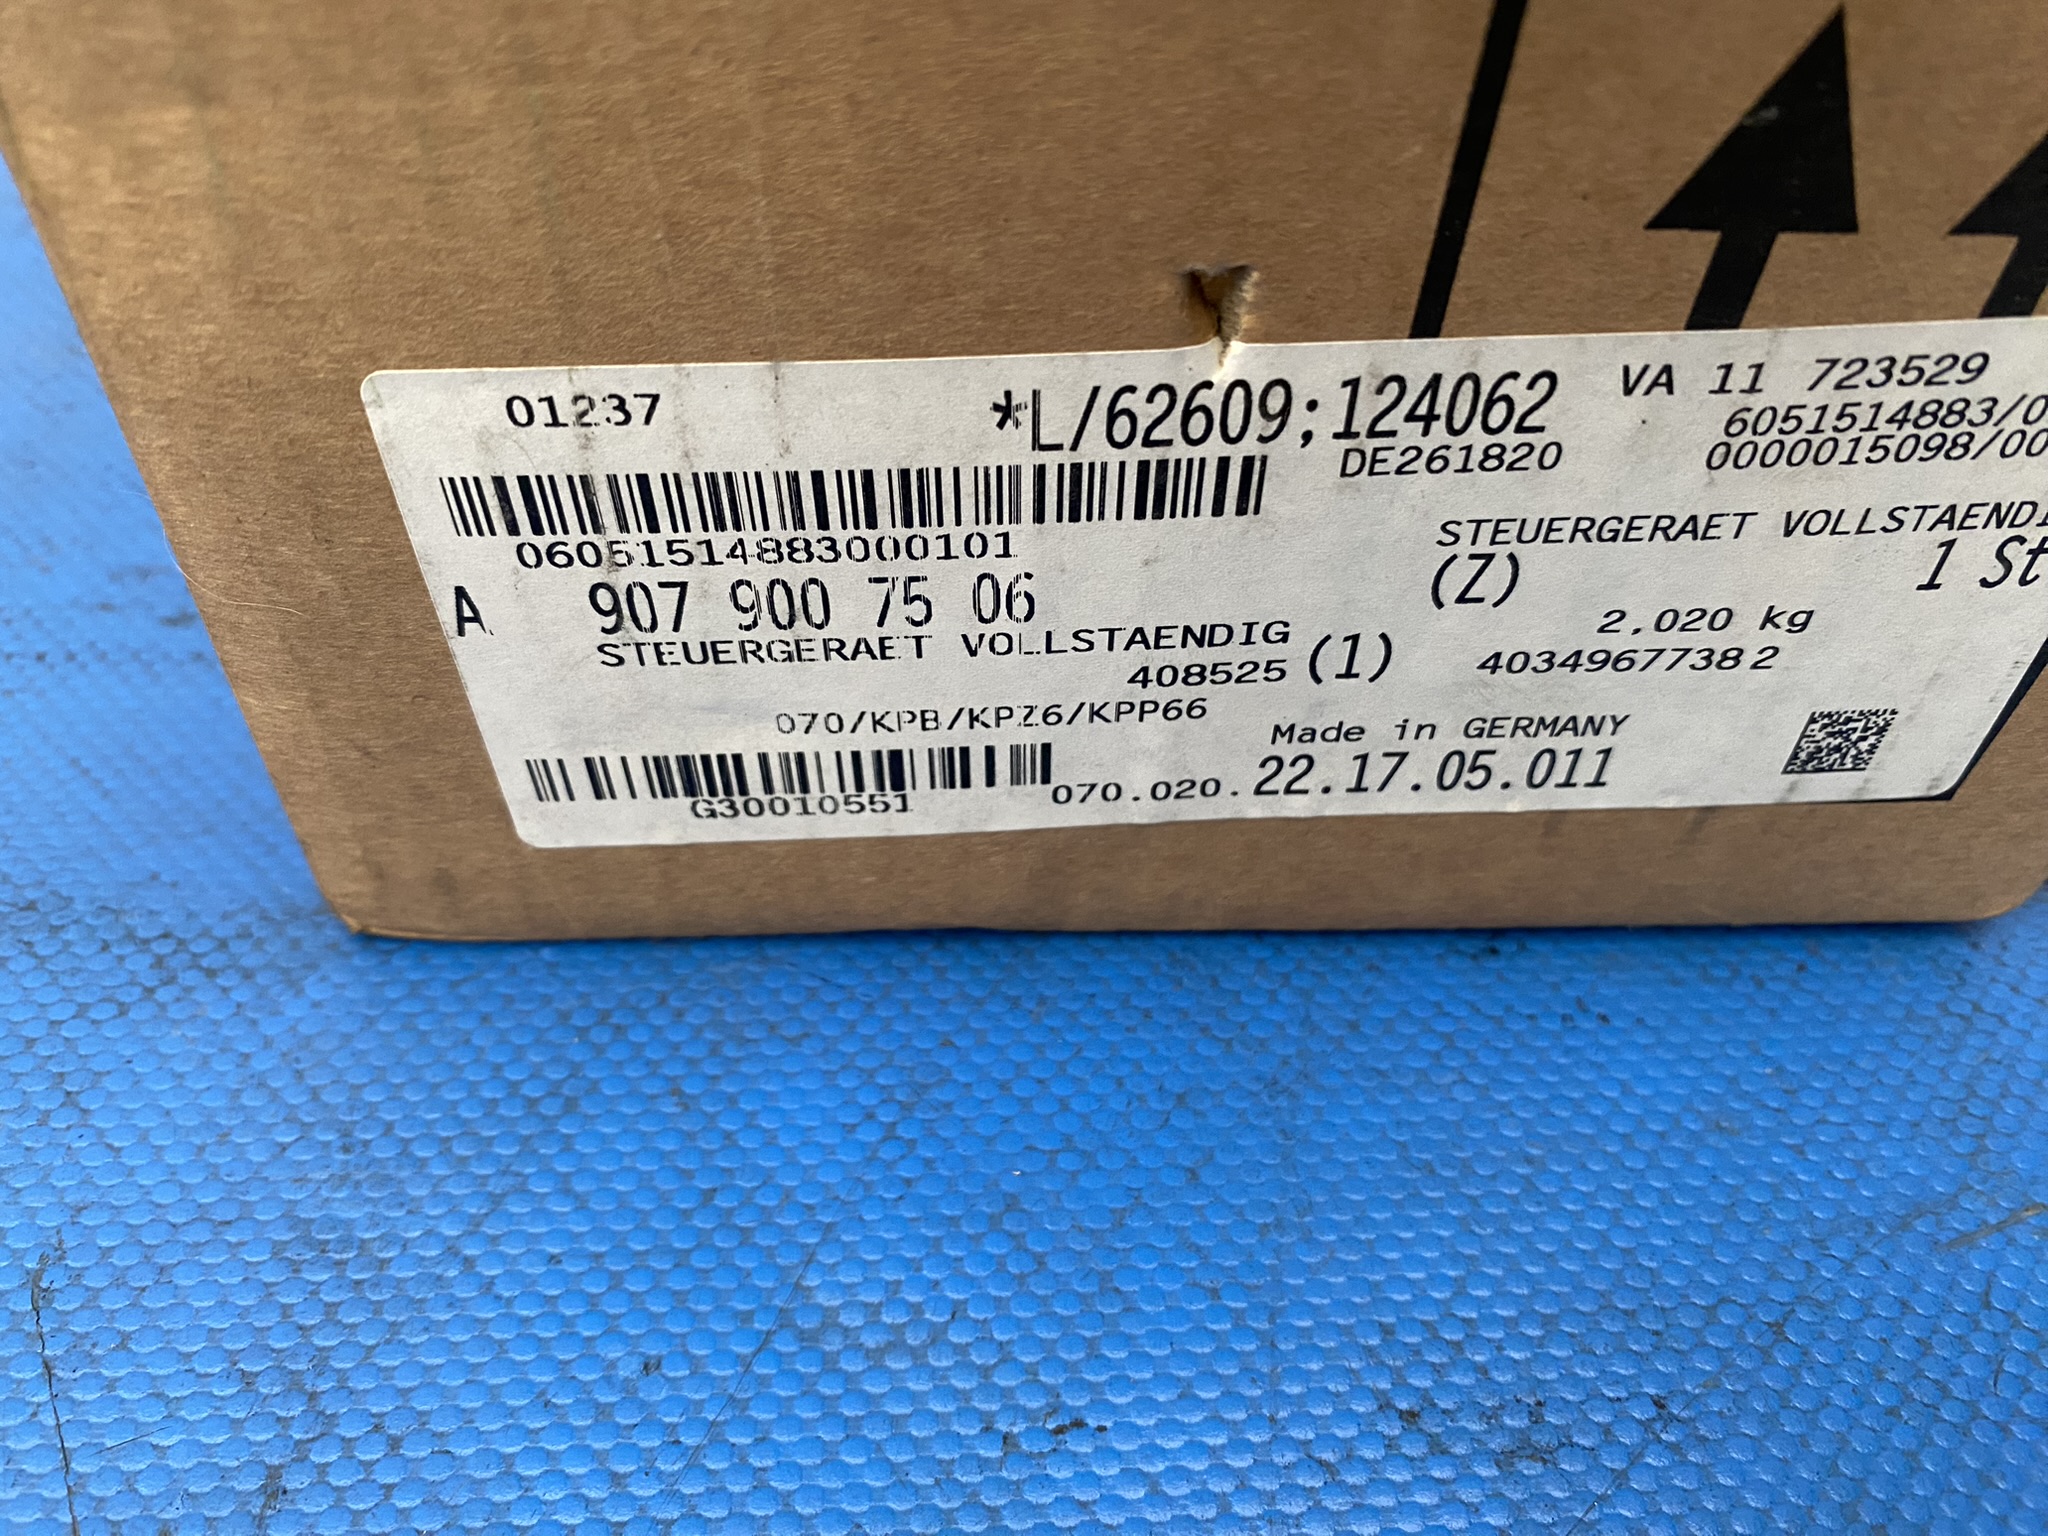 01237
*L/62609;124062
VA 11 723529
DE261820
6051514883/0
0000015098/00
060515148830001​01
A 907 900 75 06
STEUERGERAET VOLLSTAENDIG
408525 (1)
STEUERGERAET VOLLSTAENDI
(Z)
1 St
2,020 kg
40349677382
070/KPB/KPZ6/KPP66
Made in GERMANY
G30010551
070.020.22.17.05.011